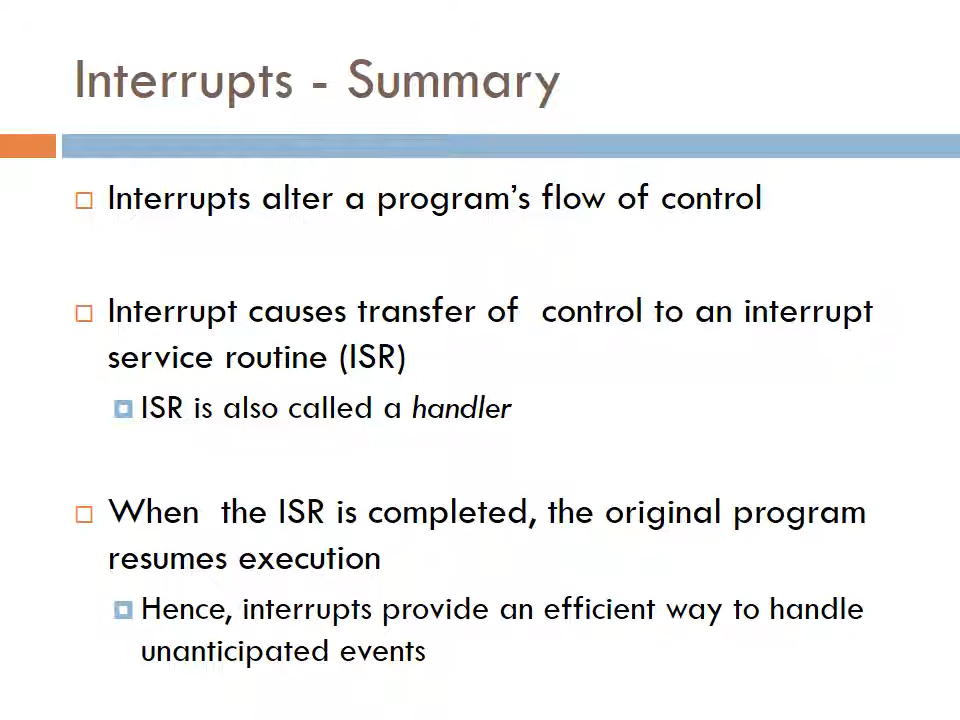 Interrupts - Summary
Interrupts alter a program's flow of control
Interrupt causes transfer of  control to an interrupt
service routine (ISR)
ISR is also called a handler
When  the ISR is completed, the original program
resumes execution
Hence, interrupts provide an efficient way to handle
unanticipated events